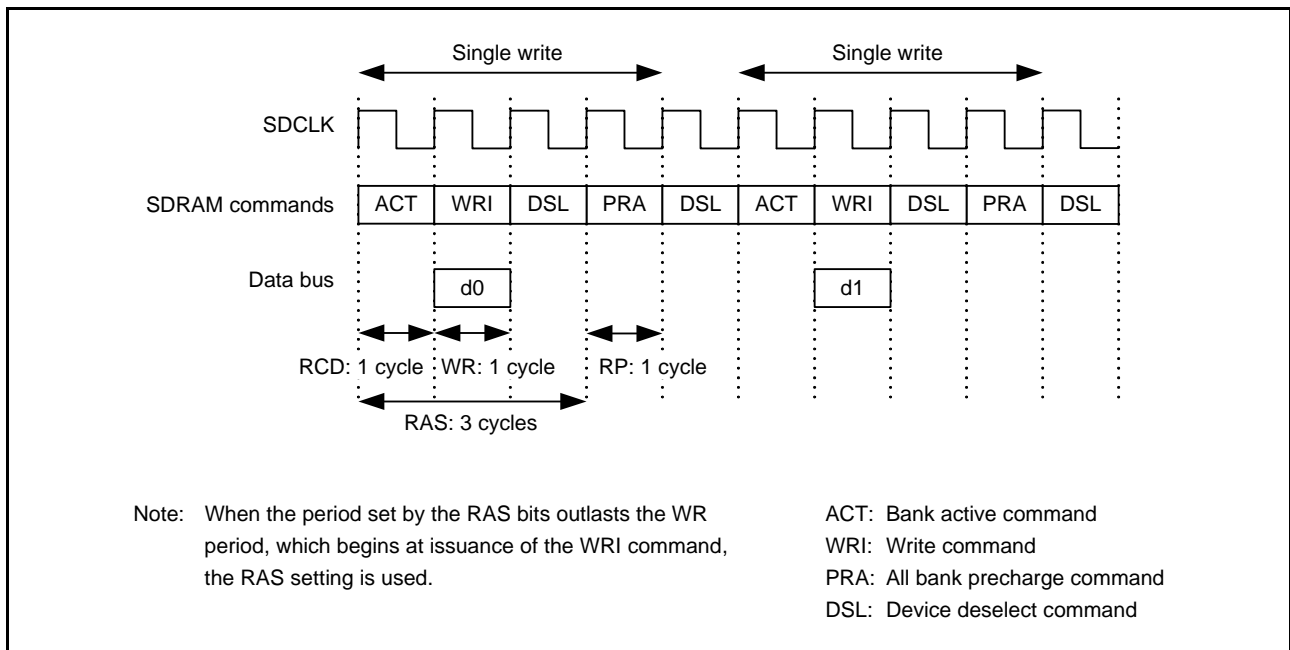 Single write Single write
SDCLK
SDRAM commands ACT WRI DSL PRA DSL ACT WRI DSL PRA DSL
Data bus d0 d1
RCD: 1 cycle WR: 1 cycle RP: 1 cycle
RAS: 3 cycles
Note: When the period set by the RAS bits outlasts the WR
period, which begins at issuance of the WRI command,
the RAS setting is used.
ACT: Bank active command
WRI: Write command
PRA: All bank precharge command
DSL: Device deselect command